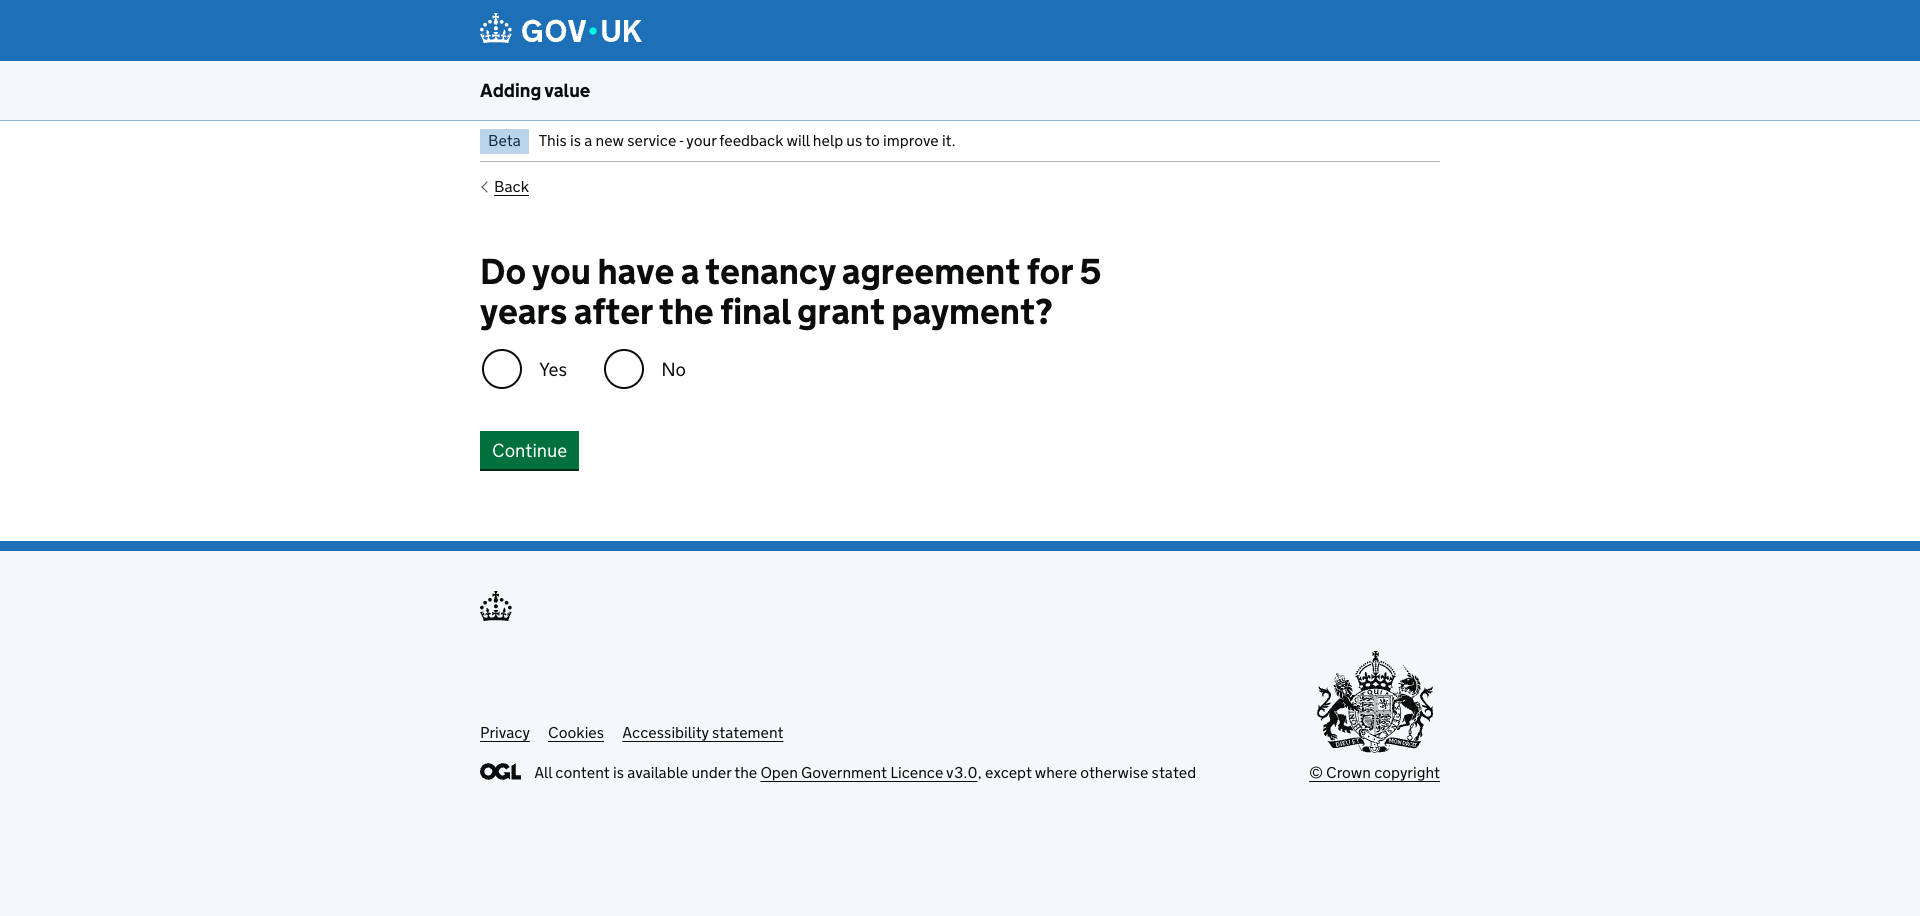 GOV•UK
Adding value
Beta This is a new service - your feedback will help us to improve it.
Back
Do you have a tenancy agreement for 5
years after the final grant payment?
Yes No
Continue
Privacy Cookies Accessibility statement
OGL All content is available under the Open Government Licence v3.0, except where otherwise stated
© Crown copyright